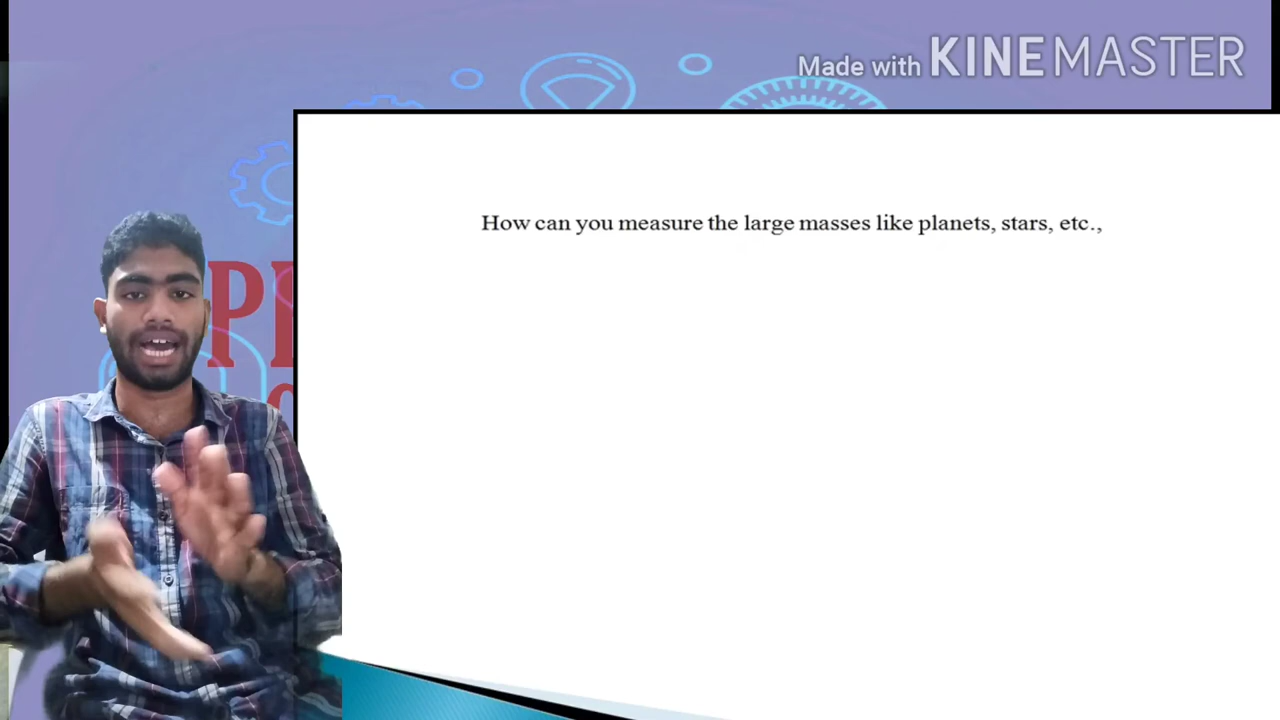 Made with KINEMASTER
How can you measure the large masses like planets, stars, etc.,